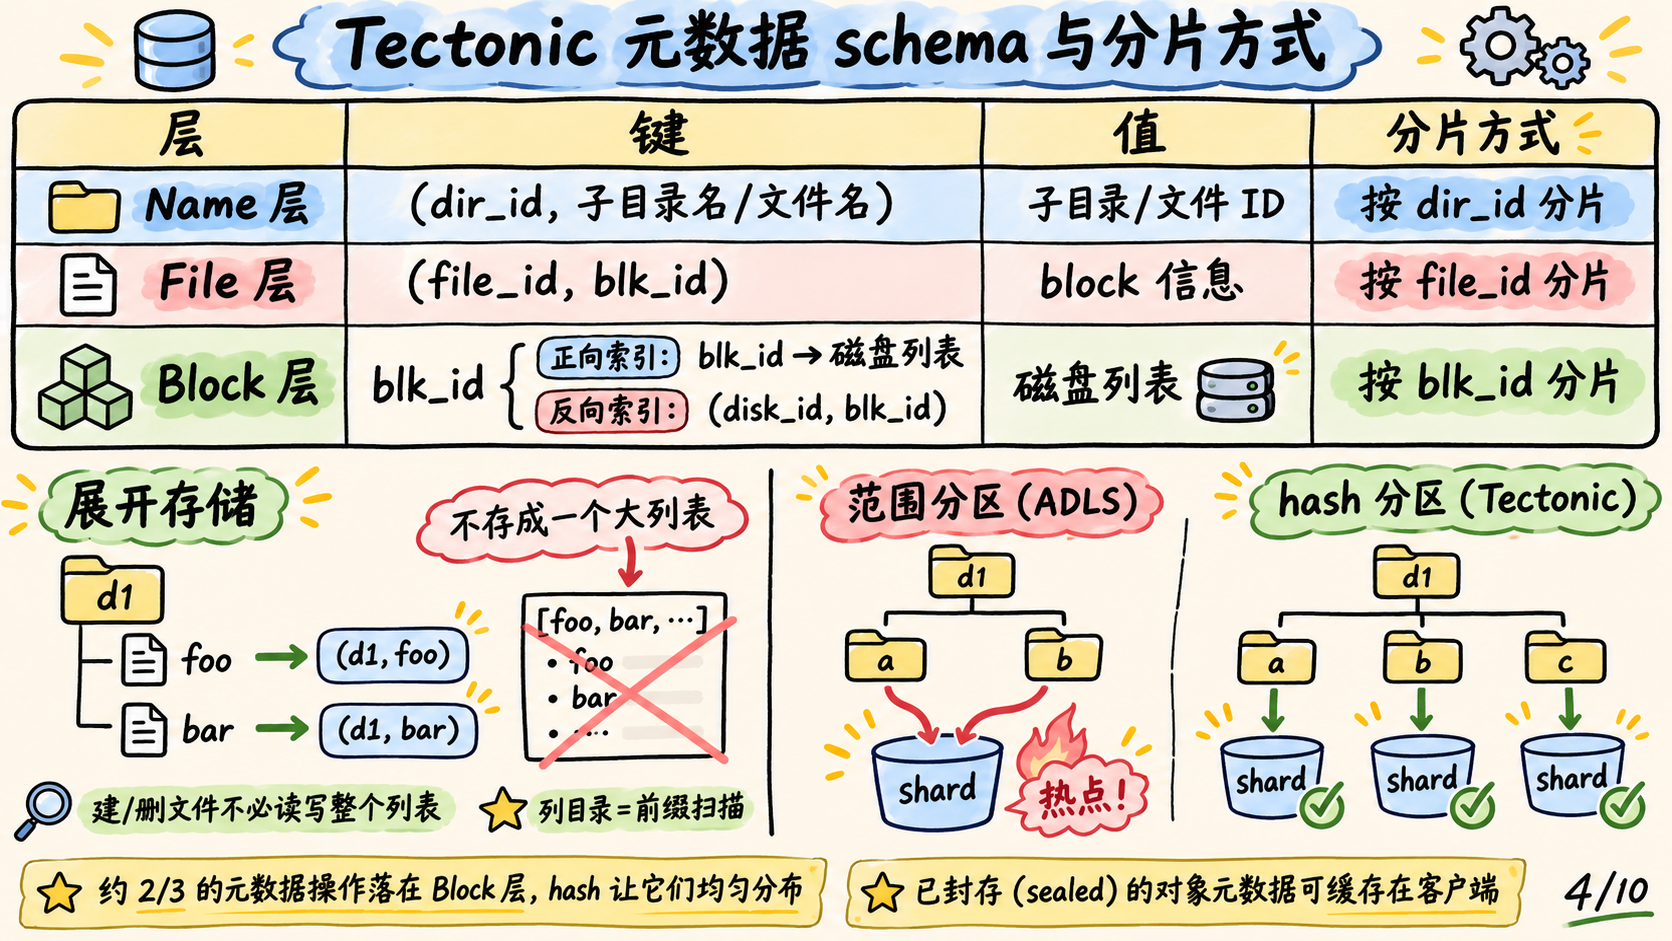 Tectonic 元数据 schema 与分片方式
层 键 值 分片方式
Name 层 (dir_id, 子目录名/文件名) 子目录/文件 ID 按 dir_id 分片
File 层 (file_id, blk_id) block 信息 按 file_id 分片
Block 层 blk_id { 正向索引: blk_id → 磁盘列表 磁盘列表 按 blk_id 分片
反向索引: (disk_id, blk_id)
展开存储
d1
foo → (d1, foo)
bar → (d1, bar)
不存成一个大列表
[foo, bar, ...]
• foo
• bar
• ....
建/删文件不必读写整个列表
列目录=前缀扫描
范围分区 (ADLS)
d1
a b
shard
热点!
hash 分区 (Tectonic)
d1
a b c
shard shard shard
约 2/3 的元数据操作落在 Block 层, hash 让它们均匀分布
已封存 (sealed) 的对象元数据可缓存在客户端
4/10